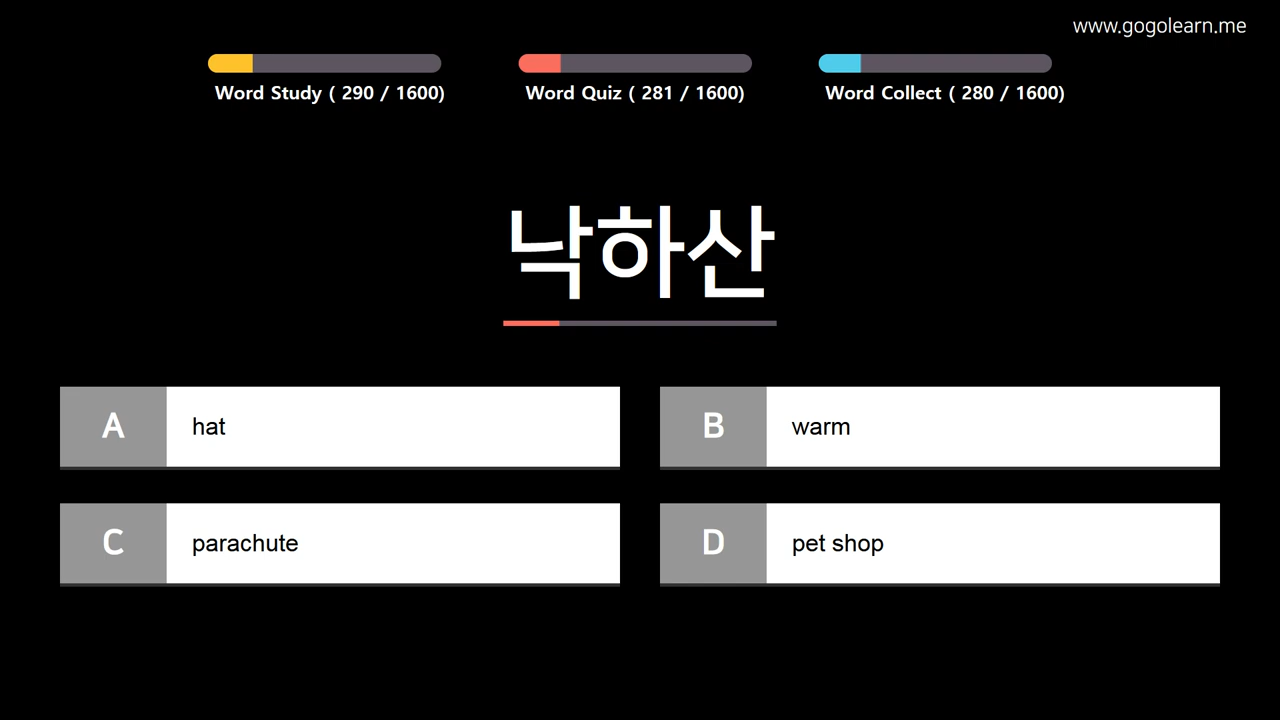 www.gogolearn.me
Word Study ( 290 / 1600)
Word Quiz ( 281 / 1600)
Word Collect ( 280 / 1600)
낙하산
A hat
B warm
C parachute
D pet shop